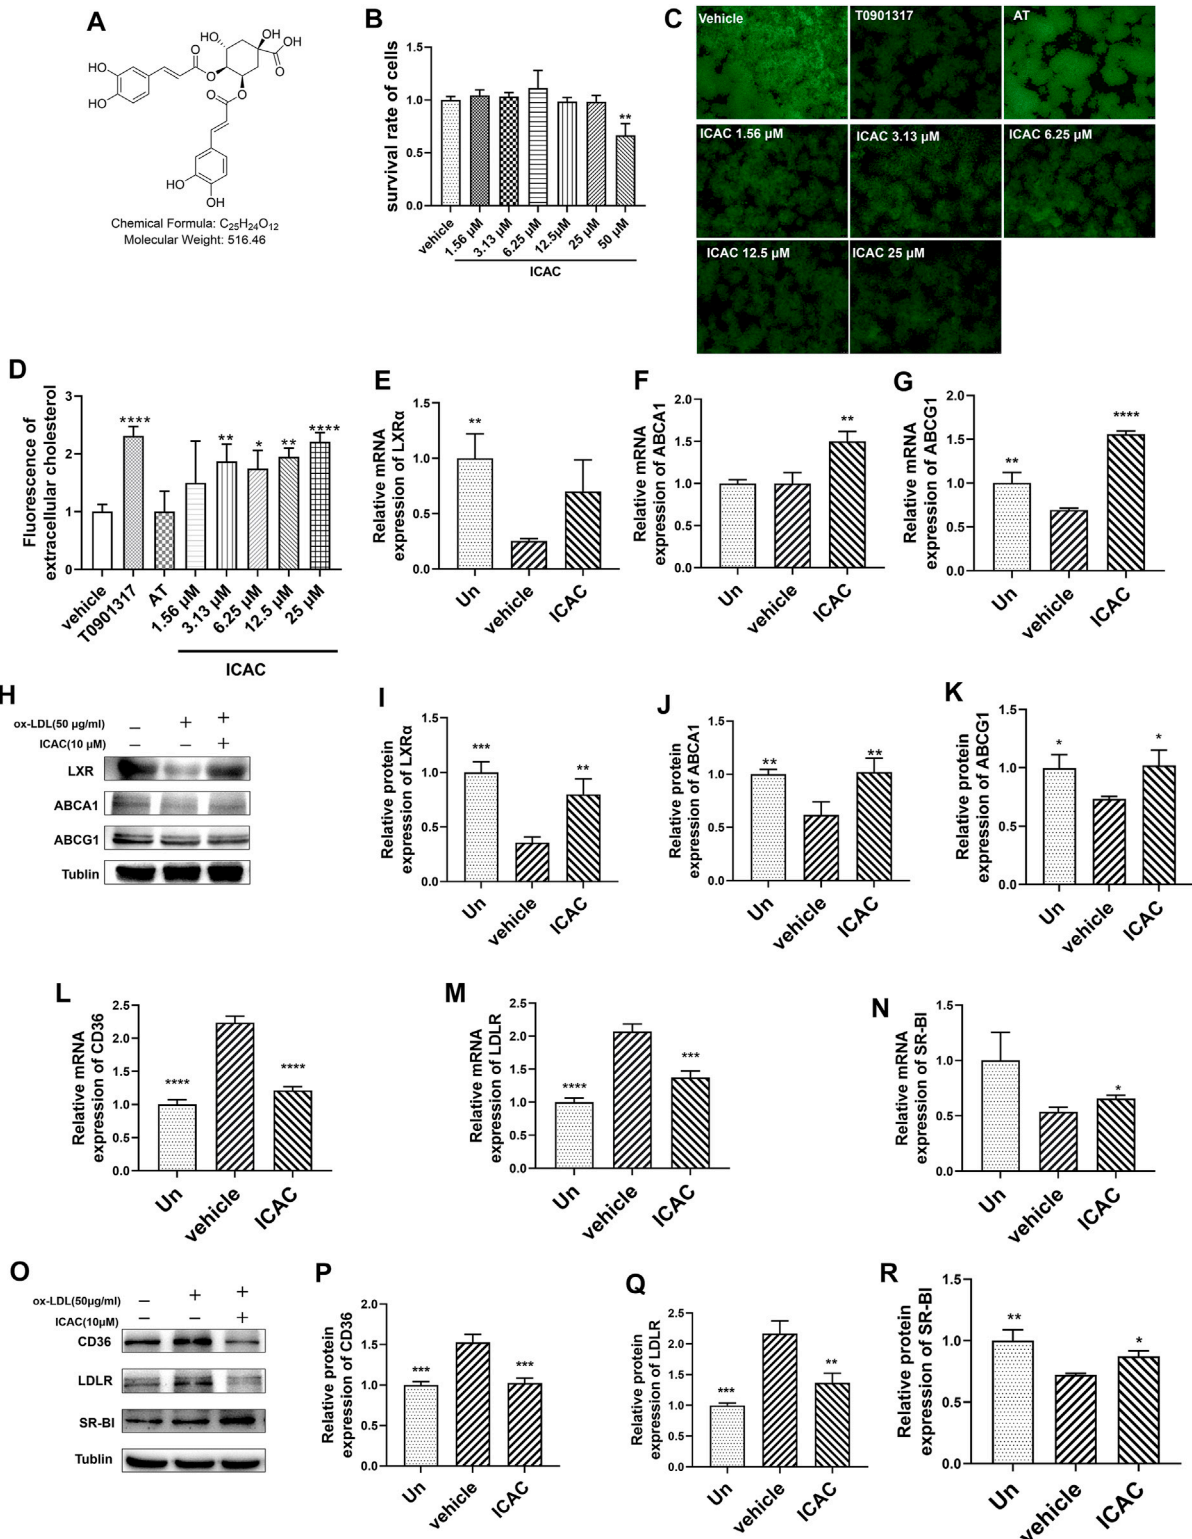 A
HO
OH
HO
OH
O
O
O
HO
HO
O
O
HO
OH
Chemical Formula: C25H24O12
Molecular Weight: 516.46
B
survival rate of cells
1.5
1.0
0.5
0.0
**
vehicle
1.56 µM
3.13 µM
6.25 µM
12.5µM
25 µM
50 µM
ICAC
C
Vehicle
T0901317
AT
ICAC 1.56 µM
ICAC 3.13 µM
ICAC 6.25 µM
ICAC 12.5 µM
ICAC 25 µM
D
Fluorescence of
extracellular cholesterol
3
2
1
0
****
**
*
**
****
vehicle
T0901317
AT
1.56 µM
3.13 µM
6.25 µM
12.5 µM
25 µM
ICAC
E
Relative mRNA
expression of LXRα
1.5
1.0
0.5
0.0
**
Un
vehicle
ICAC
F
Relative mRNA
expression of ABCA1
2.0
1.5
1.0
0.5
0.0
**
Un
vehicle
ICAC
G
Relative mRNA
expression of ABCG1
2.0
1.5
1.0
0.5
0.0
**
****
Un
vehicle
ICAC
H
ox-LDL(50 µg/ml) – + +
ICAC(10 µM) – – +
LXR
ABCA1
ABCG1
Tublin
I
Relative protein
expression of LXRα
1.5
1.0
0.5
0.0
***
**
Un
vehicle
ICAC
J
Relative protein
expression of ABCA1
1.5
1.0
0.5
0.0
**
**
Un
vehicle
ICAC
K
Relative protein
expression of ABCG1
1.5
1.0
0.5
0.0
*
*
Un
vehicle
ICAC
L
Relative mRNA
expression of CD36
2.5
2.0
1.5
1.0
0.5
0.0
****
****
Un
vehicle
ICAC
M
Relative mRNA
expression of LDLR
2.5
2.0
1.5
1.0
0.5
0.0
****
***
Un
vehicle
ICAC
N
Relative mRNA
expression of SR-BI
1.5
1.0
0.5
0.0
*
Un
vehicle
ICAC
O
ox-LDL(50µg/ml) – + +
ICAC(10µM) – – +
CD36
LDLR
SR-BI
Tublin
P
Relative protein
expression of CD36
2.0
1.5
1.0
0.5
0.0
***
***
Un
vehicle
ICAC
Q
Relative protein
expression of LDLR
2.5
2.0
1.5
1.0
0.5
0.0
***
**
Un
vehicle
ICAC
R
Relative protein
expression of SR-BI
1.5
1.0
0.5
0.0
**
*
Un
vehicle
ICAC